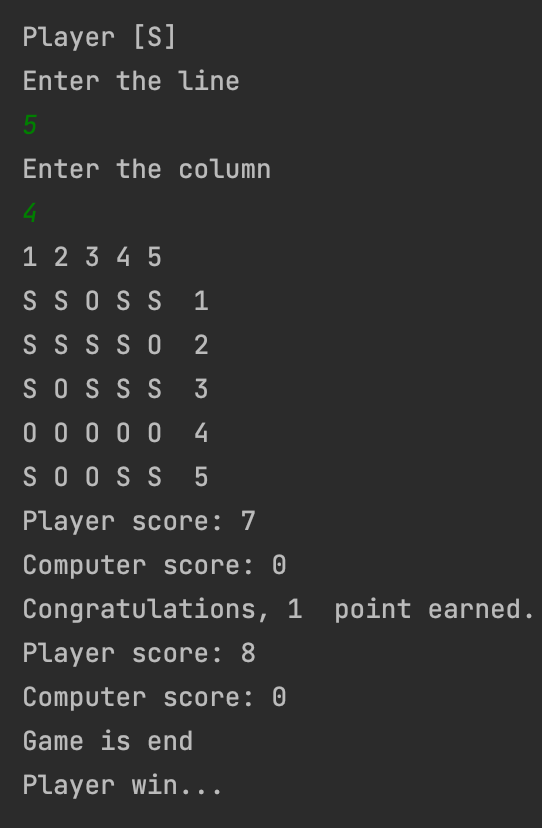 Player [S]
Enter the line
5
Enter the column
4
1 2 3 4 5
S S O S S  1
S S S S O  2
S O S S S  3
O O O O O  4
S O O S S  5
Player score: 7
Computer score: 0
Congratulations, 1  point earned.
Player score: 8
Computer score: 0
Game is end
Player win...